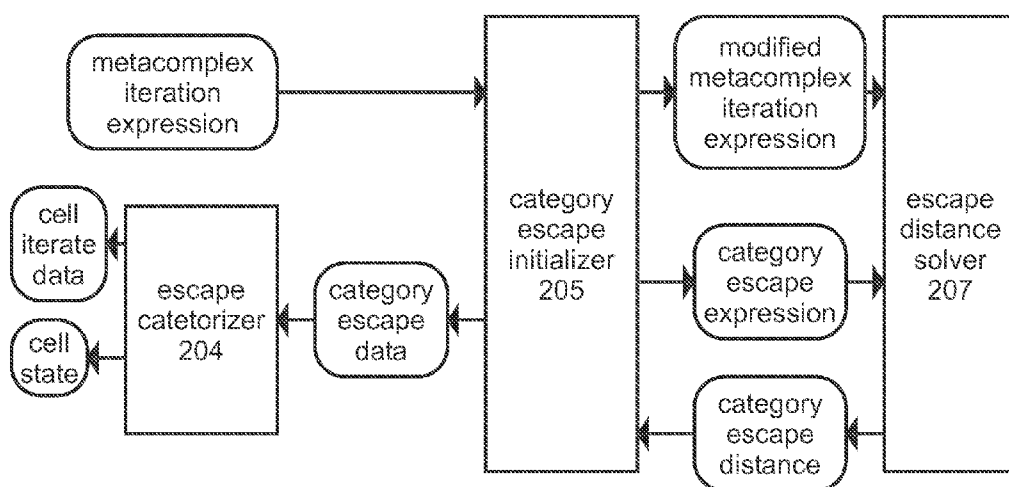 metacomplex
iteration
expression
modified
metacomplex
iteration
expression
cell
iterate
data
cell
state
escape
catetorizer
204
category
escape
data
category
escape
initializer
205
category
escape
expression
category
escape
distance
escape
distance
solver
207